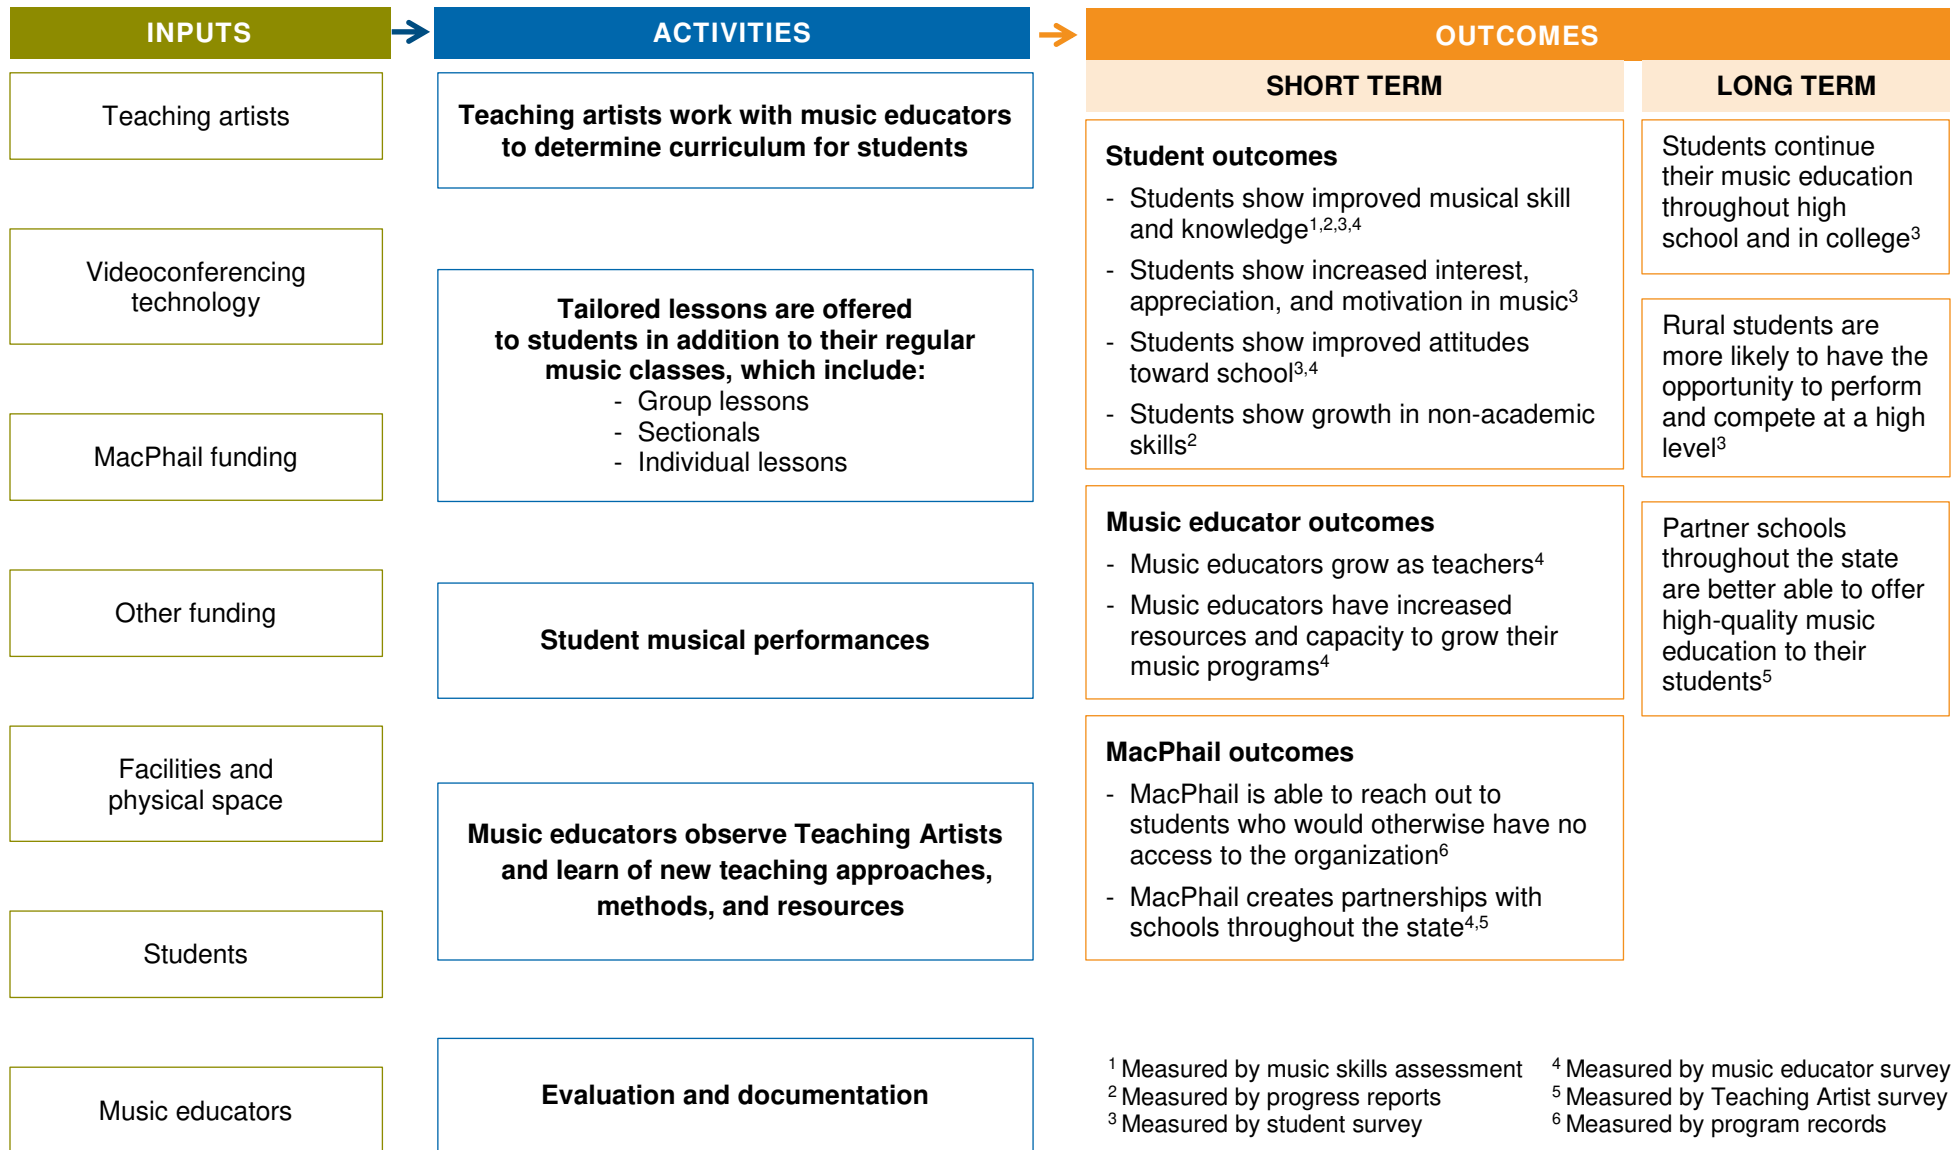 INPUTS
Teaching artists
Videoconferencing
technology
MacPhail funding
Other funding
Facilities and
physical space
Students
Music educators
ACTIVITIES
Teaching artists work with music educators
to determine curriculum for students
Tailored lessons are offered
to students in addition to their regular
music classes, which include:
- Group lessons
- Sectionals
- Individual lessons
Student musical performances
Music educators observe Teaching Artists
and learn of new teaching approaches,
methods, and resources
Evaluation and documentation
OUTCOMES
SHORT TERM
Student outcomes
- Students show improved musical skill
and knowledge1,2,3,4
- Students show increased interest,
appreciation, and motivation in music3
- Students show improved attitudes
toward school3,4
- Students show growth in non-academic
skills2
Music educator outcomes
- Music educators grow as teachers4
- Music educators have increased
resources and capacity to grow their
music programs4
MacPhail outcomes
- MacPhail is able to reach out to
students who would otherwise have no
access to the organization6
- MacPhail creates partnerships with
schools throughout the state4,5
LONG TERM
Students continue
their music education
throughout high
school and in college3
Rural students are
more likely to have the
opportunity to perform
and compete at a high
level3
Partner schools
throughout the state
are better able to offer
high-quality music
education to their
students5
1 Measured by music skills assessment
2 Measured by progress reports
3 Measured by student survey
4 Measured by music educator survey
5 Measured by Teaching Artist survey
6 Measured by program records